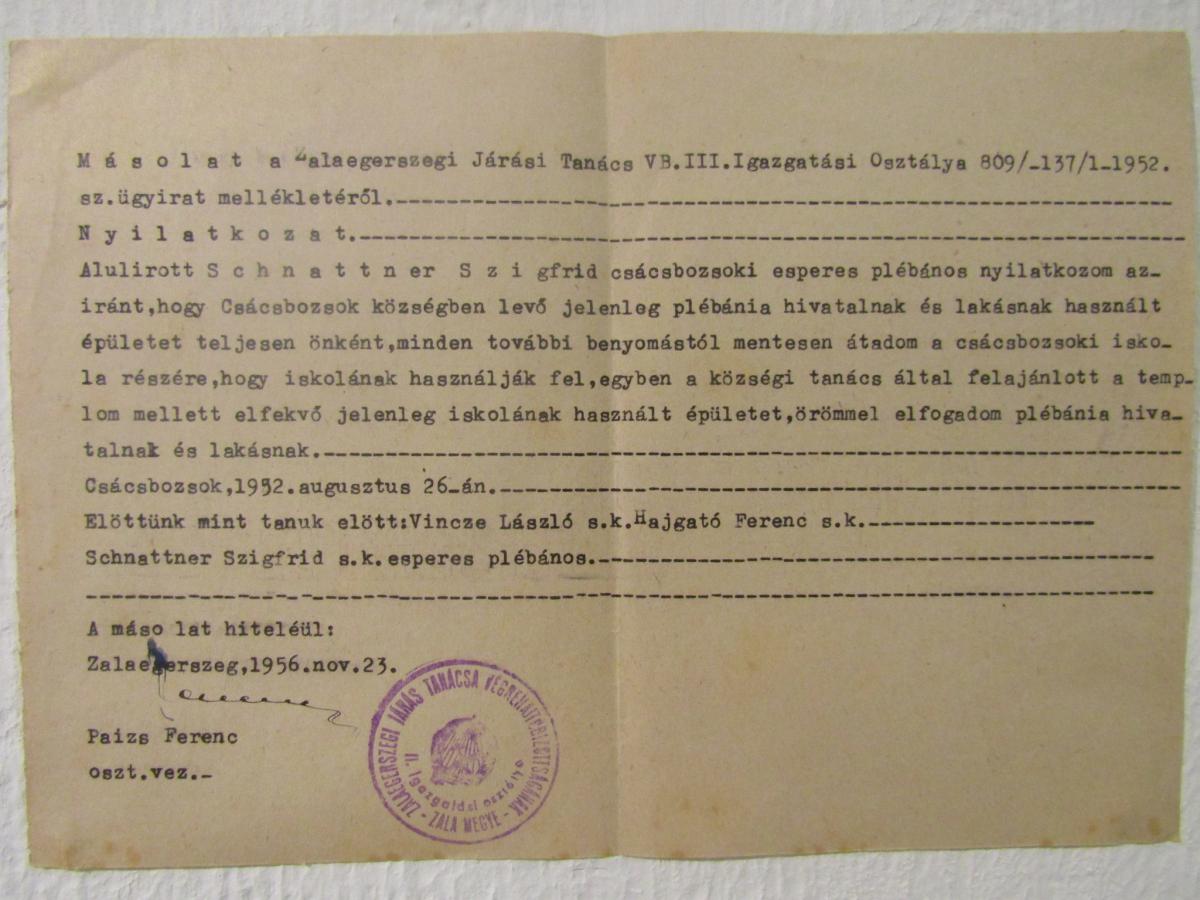 M á s o l a t a Zalaegerszegi Járási Tanács VB.III.Igazgatási Osztálya 809/-137/1-1952.
sz.ügyirat mellékletéről.-----------------------------------------------------------
N y i l a t k o z a t.---------------------------------------------------------------
Alulirott S c h n a t t n e r S z i gfrid csácsbozsoki esperes plébános nyilatkozom az-
iránt,hogy Csácsbozsok községben levő jelenleg plébánia hivatalnak és lakásnak használt
épületet teljesen önként,minden további benyomástól mentesen átadom a csácsbozsoki isko-
la részére,hogy iskolának használják fel,egyben a községi tanács által felajánlott a temp-
lom mellett elfekvő jelenleg iskolának használt épületet,örömmel elfogadom plébánia hiva-
talnak és lakásnak.------------------------------------------------------------------
Csácsbozsok,1952.augusztus 26-án.----------------------------------------------------
Elöttünk mint tanuk elött:Vincze László s.k.Hajgató Ferenc s.k.------------------
Schnattner Szigfrid s.k.esperes plébános.-------------------------------------------
------------------------------------------------------------------------------------
A máso lat hiteléül:
Zalaegerszeg,1956.nov.23.
Paizs Ferenc
oszt.vez.-
ZALAEGERSZEGI JÁRÁS TANÁCSA VÉGREHAJTÓBIZOTTSÁGÁNAK
II. Igazgatási osztálya
- ZALA MEGYE -